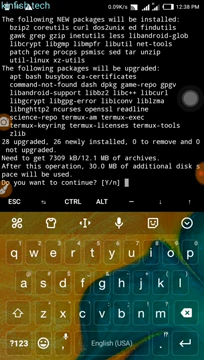 kinfishtech
0.09K/s 12:38 PM
The following NEW packages will be installed:
bzip2 coreutils curl dos2unix ed findutils
gawk grep gzip inetutils less libandroid-glob
libcrypt libgmp libmpfr libutil net-tools
patch pcre procps psmisc sed tar unzip
util-linux xz-utils
The following packages will be upgraded:
apt bash busybox ca-certificates
command-not-found dash dpkg game-repo gpgv
libandroid-support libbz2 libc++ libcurl
libgcrypt libgpg-error libiconv liblzma
libnghttp2 ncurses openssl readline
science-repo termux-am termux-exec
termux-keyring termux-licenses termux-tools
zlib
28 upgraded, 26 newly installed, 0 to remove and 0
not upgraded.
Need to get 7309 kB/12.1 MB of archives.
After this operation, 30.0 MB of additional disk s
pace will be used.
Do you want to continue? [Y/n]
ESC CTRL ALT
q w e r t y u i o p
a s d f g h j k l
z x c v b n m
?123 , English (USA) .